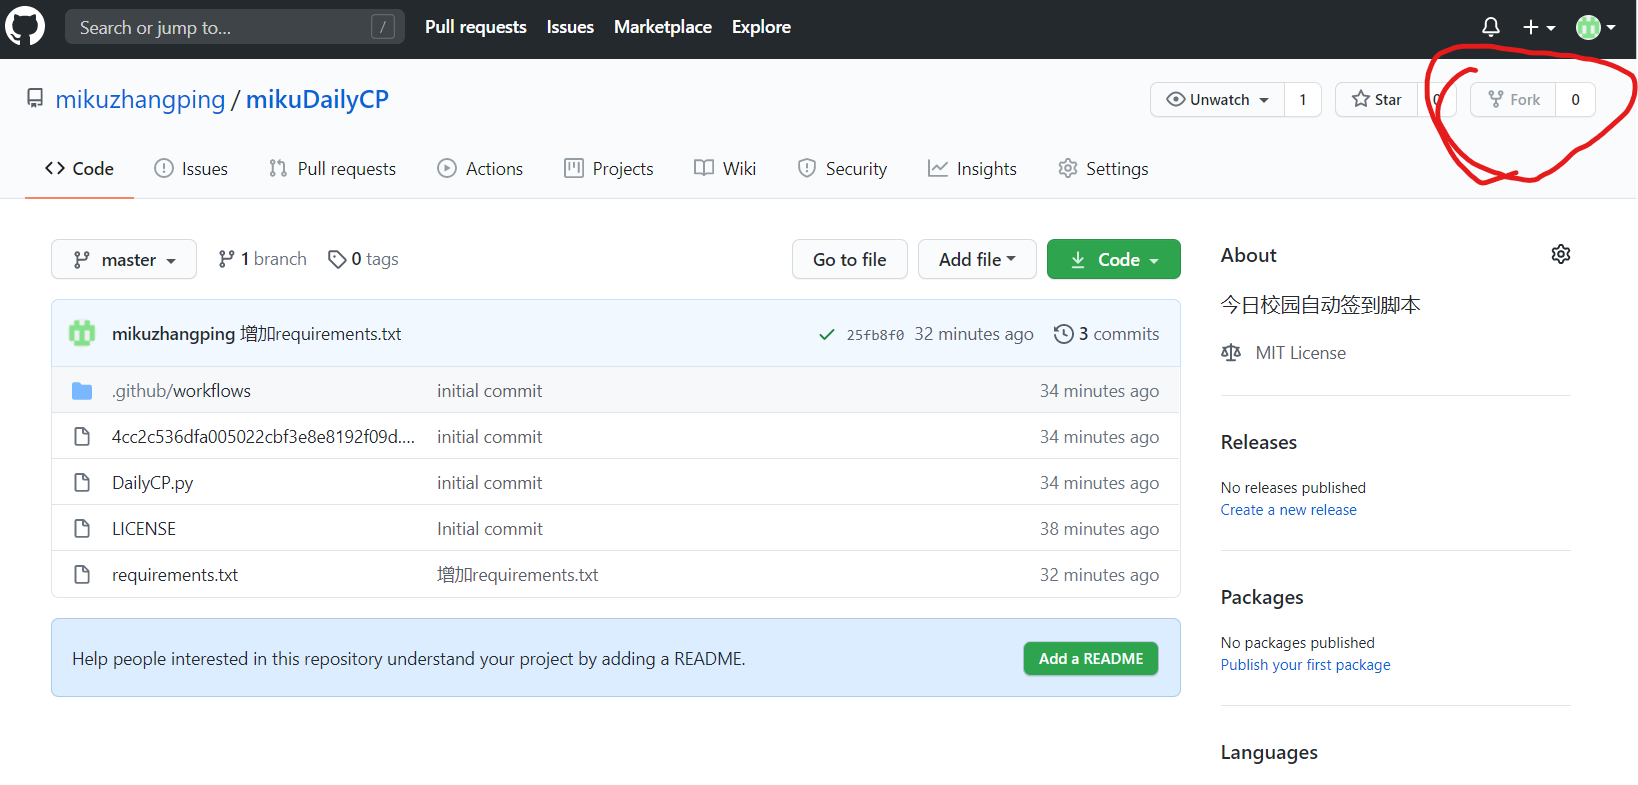 Search or jump to... / Pull requests Issues Marketplace Explore
mikuzhangping / mikuDailyCP Unwatch 1 Star 0 Fork 0
Code Issues Pull requests Actions Projects Wiki Security Insights Settings
master 1 branch 0 tags Go to file Add file Code
mikuzhangping 增加requirements.txt 25fb8f0 32 minutes ago 3 commits
.github/workflows initial commit 34 minutes ago
4cc2c536dfa005022cbf3e8e8192f09d.... initial commit 34 minutes ago
DailyCP.py initial commit 34 minutes ago
LICENSE Initial commit 38 minutes ago
requirements.txt 增加requirements.txt 32 minutes ago
Help people interested in this repository understand your project by adding a README. Add a README
About
今日校园自动签到脚本
MIT License
Releases
No releases published
Create a new release
Packages
No packages published
Publish your first package
Languages